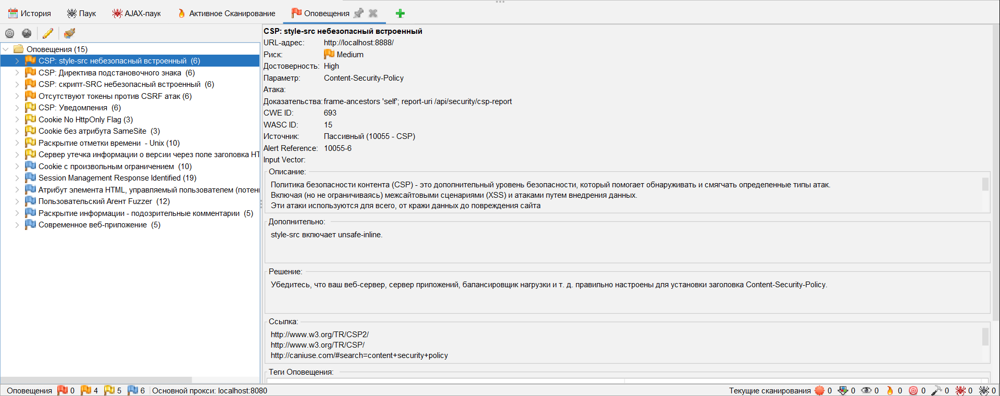 История Паук AJAX-паук Активное Сканирование Оповещения
Оповещения (15)
CSP: style-src небезопасный встроенный (6)
CSP: Директива подстановочного знака (6)
CSP: скрипт-SRC небезопасный встроенный (6)
Отсутствуют токены против CSRF атак (6)
CSP: Уведомления (6)
Cookie No HttpOnly Flag (3)
Cookie без атрибута SameSite (3)
Раскрытие отметки времени - Unix (10)
Сервер утечка информации о версии через поле заголовка HT
Cookie с произвольным ограничением (10)
Session Management Response Identified (19)
Атрибут элемента HTML, управляемый пользователем (потен
Пользовательский Агент Fuzzer (12)
Раскрытие информации - подозрительные комментарии (5)
Современное веб-приложение (5)
CSP: style-src небезопасный встроенный
URL-адрес: http://localhost:8888/
Риск: Medium
Достоверность: High
Параметр: Content-Security-Policy
Атака:
Доказательства: frame-ancestors 'self'; report-uri /api/security/csp-report
CWE ID: 693
WASC ID: 15
Источник: Пассивный (10055 - CSP)
Alert Reference: 10055-6
Input Vector:
Описание:
Политика безопасности контента (CSP) - это дополнительный уровень безопасности, который помогает обнаруживать и смягчать определенные типы атак.
Включая (но не ограничиваясь) межсайтовыми сценариями (XSS) и атаками путем внедрения данных.
Эти атаки используются для всего, от кражи данных до повреждения сайта
Дополнительно:
style-src включает unsafe-inline.
Решение:
Убедитесь, что ваш веб-сервер, сервер приложений, балансировщик нагрузки и т. д. правильно настроены для установки заголовка Content-Security-Policy.
Ссылка:
http://www.w3.org/TR/CSP2/
http://www.w3.org/TR/CSP/
http://caniuse.com/#search=content+security+policy
Теги Оповещения:
Оповещения 0 4 5 6 Основной прокси: localhost:8080 Текущие сканирования 0 0 0 0 0 0 0 0